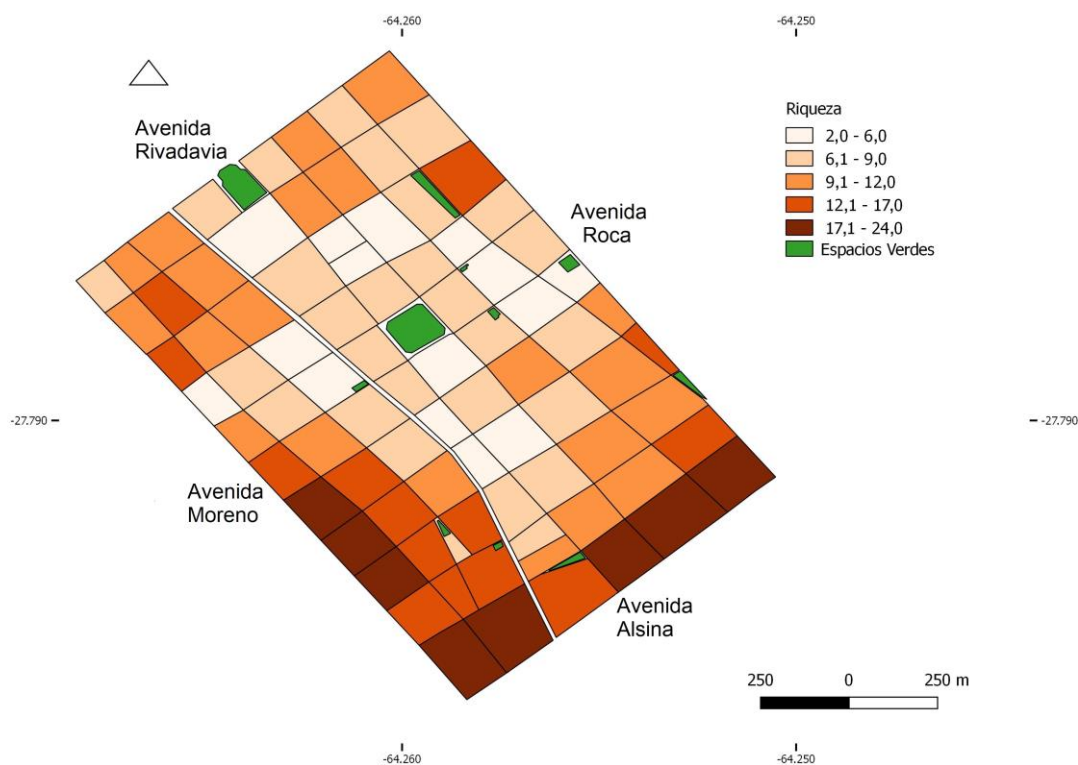 -64.260
-64.250
Avenida
Rivadavia
Riqueza
2,0 - 6,0
6,1 - 9,0
9,1 - 12,0
12,1 - 17,0
17,1 - 24,0
Espacios Verdes
Avenida
Roca
-27.790
-27.790
Avenida
Moreno
Avenida
Alsina
250
0
250 m
-64.260
-64.250